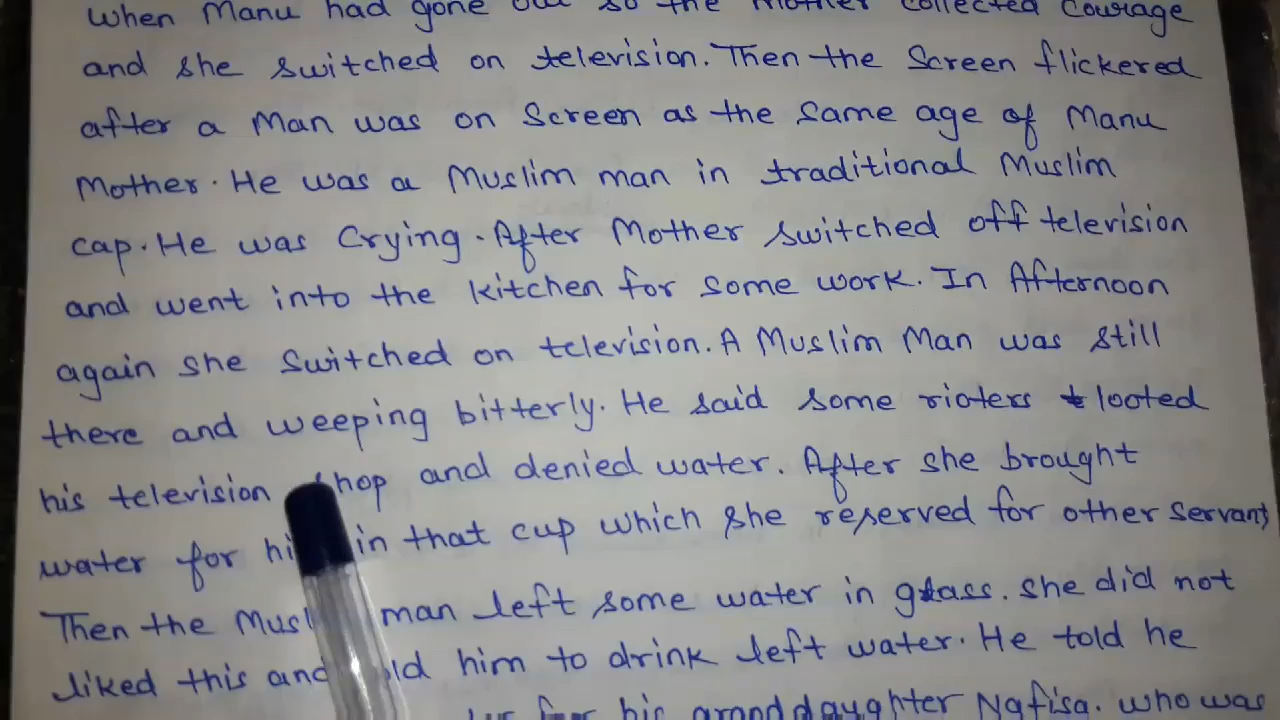 When Manu had gone out so the Mother collected courage
and she switched on television. Then the Screen flickered
after a Man was on Screen as the Same age of Manu
Mother. He was a Muslim man in traditional Muslim
cap. He was Crying. After Mother switched off television
and went into the kitchen for some work. In Afternoon
again she switched on television. A Muslim Man was still
there and weeping bitterly. He said some rioters looted
his television shop and denied water. After she brought
water for in that cup which she reserved for other servant
Then the man left some water in glass. She did not
liked this and him to drink left water. He told he
for his granddaughter Nafisa. who was